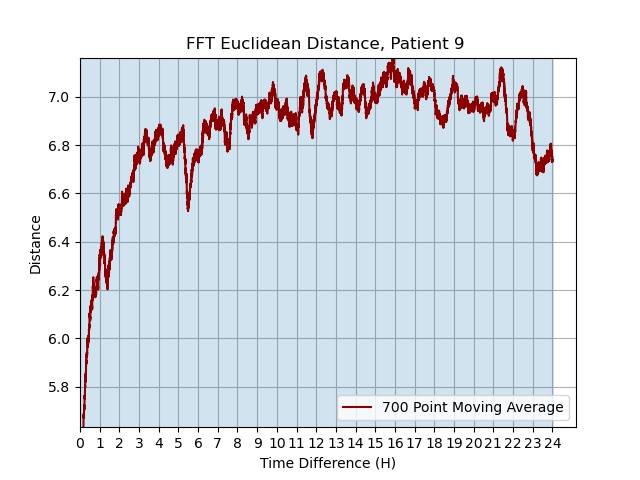 FFT Euclidean Distance, Patient 9
7.0
6.8
6.6
6.4
6.2
6.0
5.8
Distance
700 Point Moving Average
0 1 2 3 4 5 6 7 8 9 10 11 12 13 14 15 16 17 18 19 20 21 22 23 24
Time Difference (H)